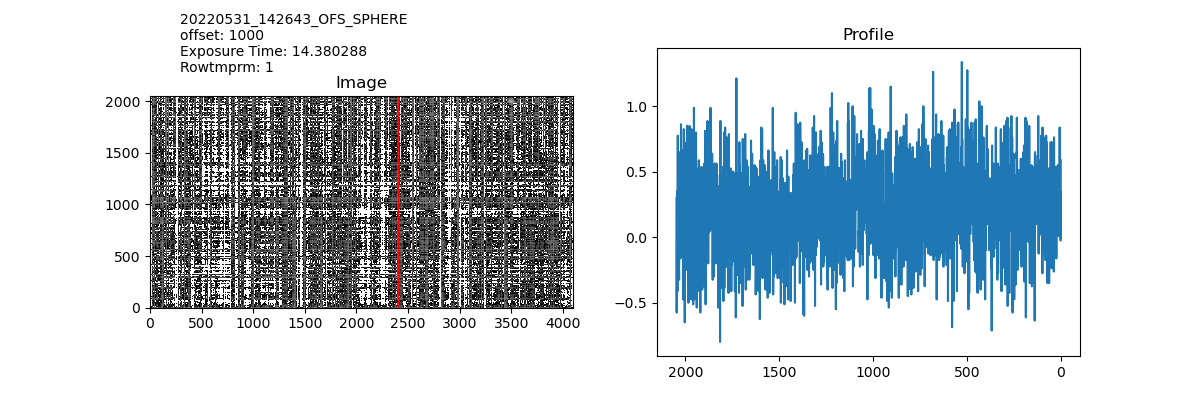 20220531_142643_OFS_SPHERE
offset: 1000
Exposure Time: 14.380288
Rowtmprm: 1
Image
2000
1500
1000
500
0
0 500 1000 1500 2000 2500 3000 3500 4000
Profile
1.0
0.5
0.0
−0.5
2000 1500 1000 500 0